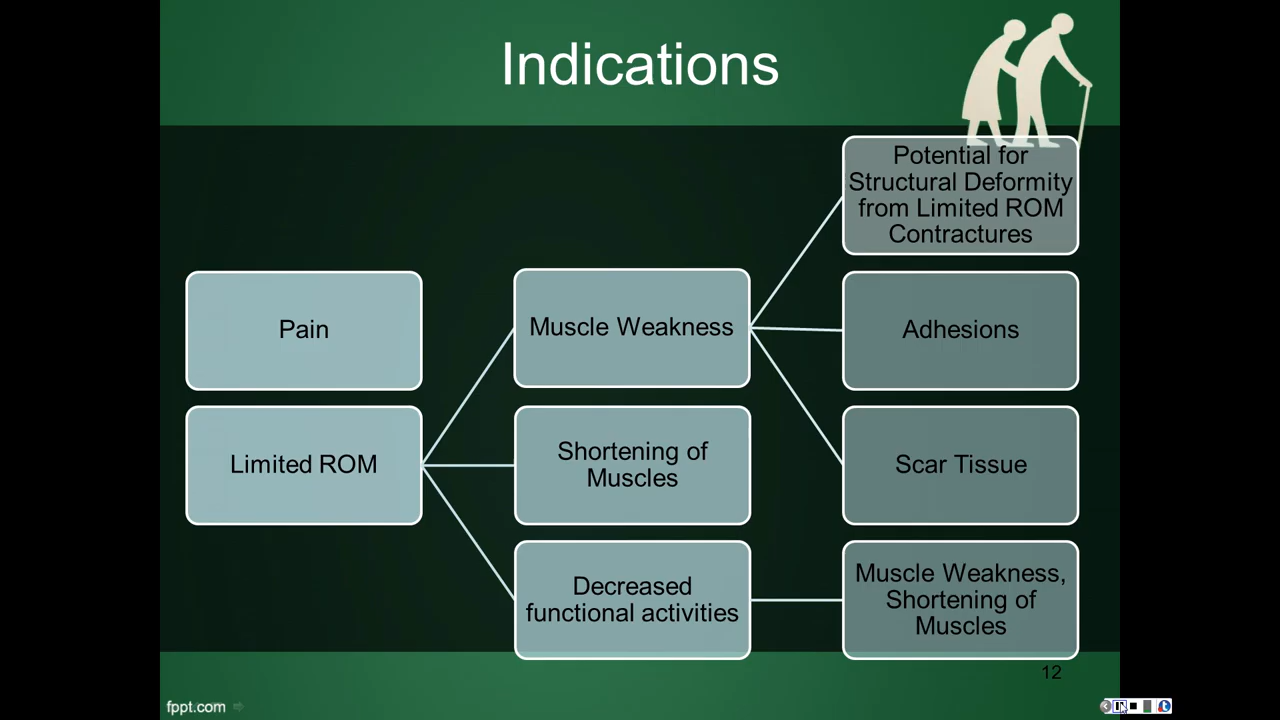 Indications
Pain
Limited ROM
Muscle Weakness
Shortening of
Muscles
Decreased
functional activities
Potential for
Structural Deformity
from Limited ROM
Contractures
Adhesions
Scar Tissue
Muscle Weakness,
Shortening of
Muscles
12
fppt.com